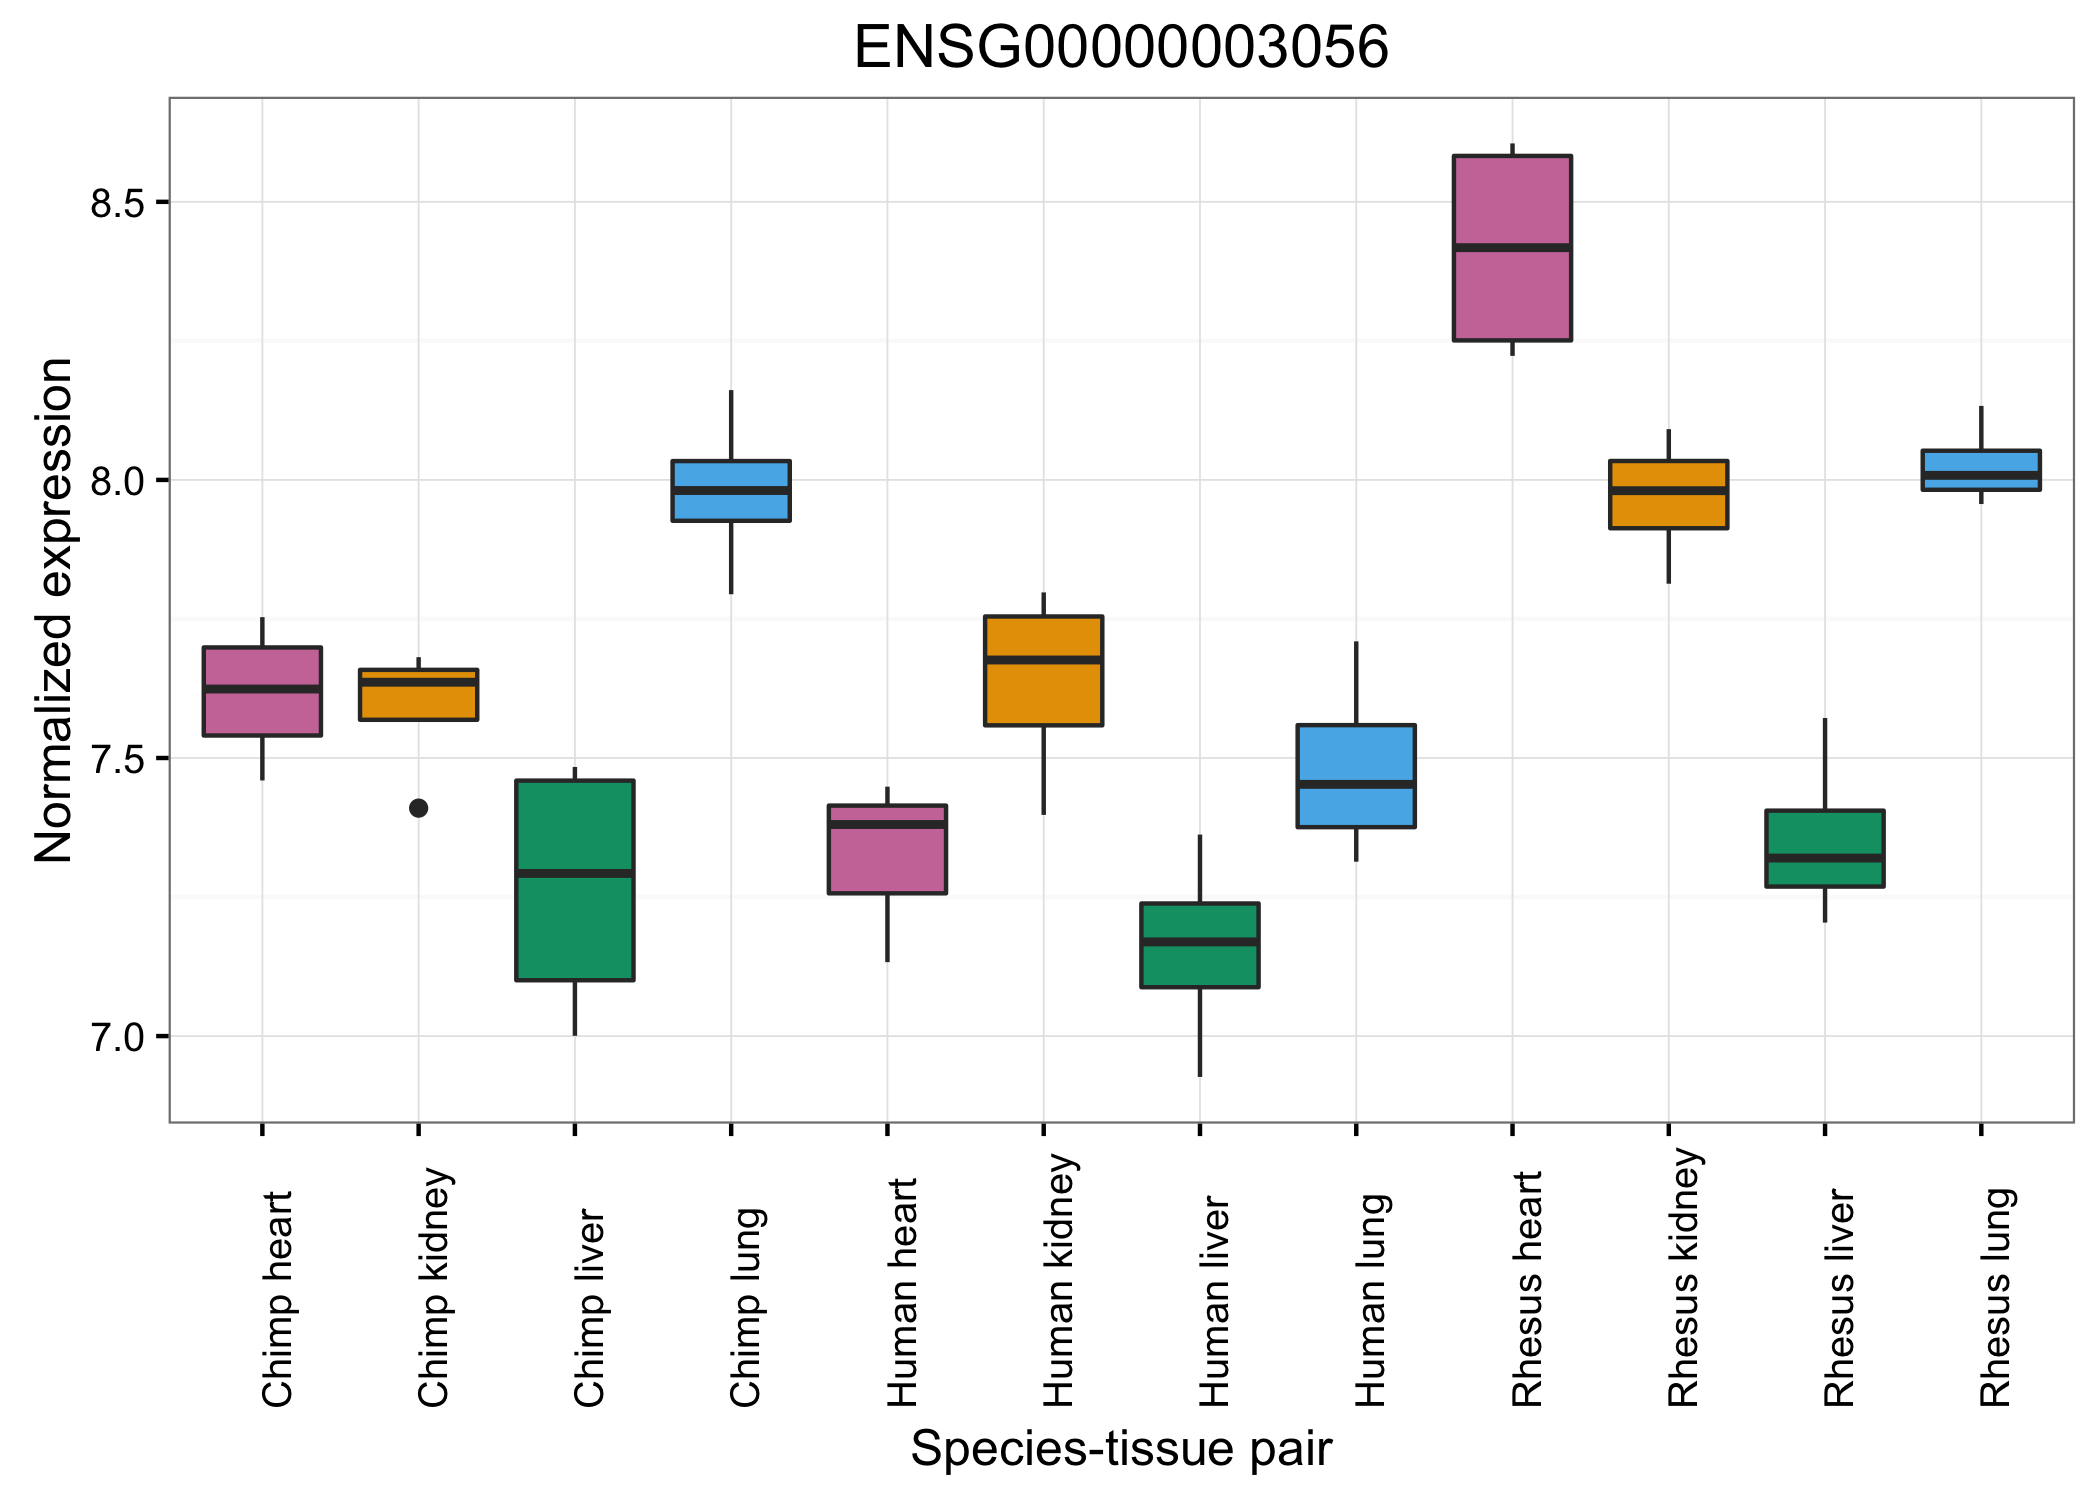 ENSG00000003056
Normalized expression
8.5
8.0
7.5
7.0
Chimp heart
Chimp kidney
Chimp liver
Chimp lung
Human heart
Human kidney
Human liver
Human lung
Rhesus heart
Rhesus kidney
Rhesus liver
Rhesus lung
Species-tissue pair